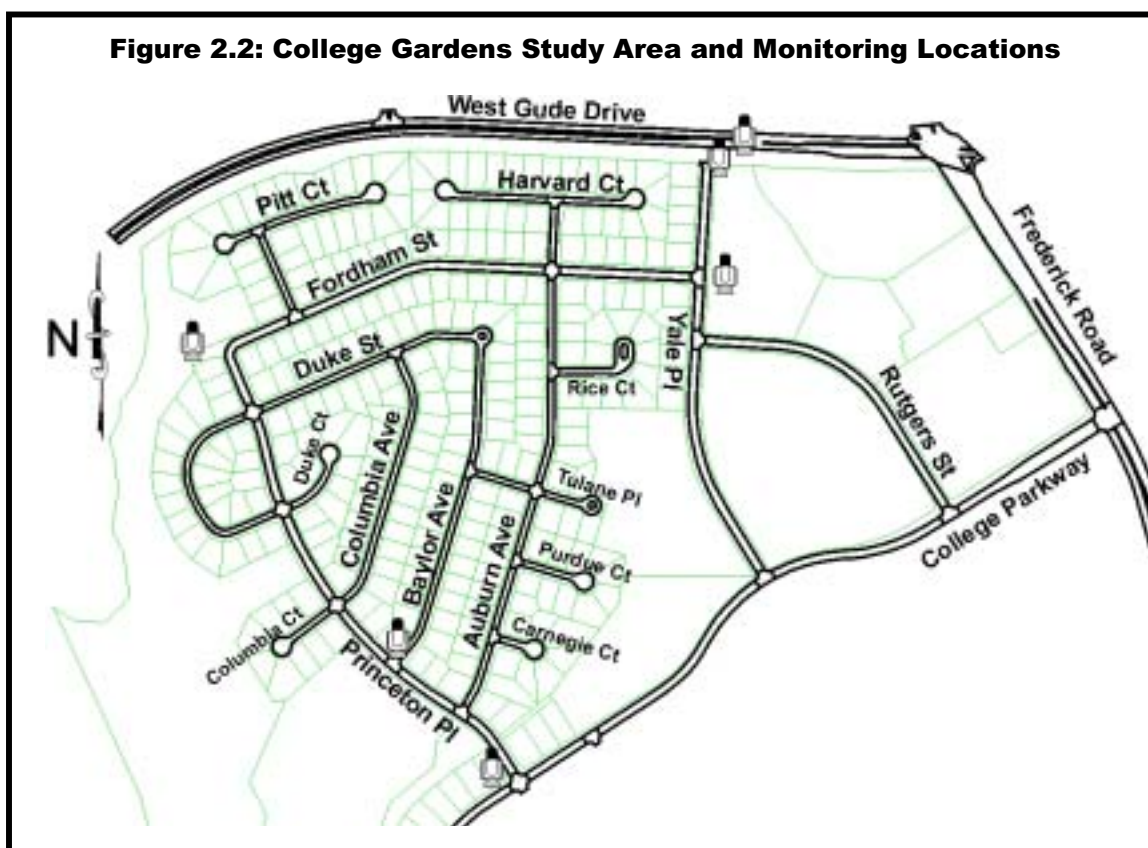 Figure 2.2: College Gardens Study Area and Monitoring Locations
West Gude Drive
Pitt Ct
Harvard Ct
Fordham St
Frederick Road
N
Duke St
Yale Pl
Rice Ct
Rutgers St
Duke Ct
Columbia Ave
Baylor Ave
Tulane Pl
College Parkway
Auburn Ave
Purdue Ct
Columbia Ct
Carnegie Ct
Princeton Pl